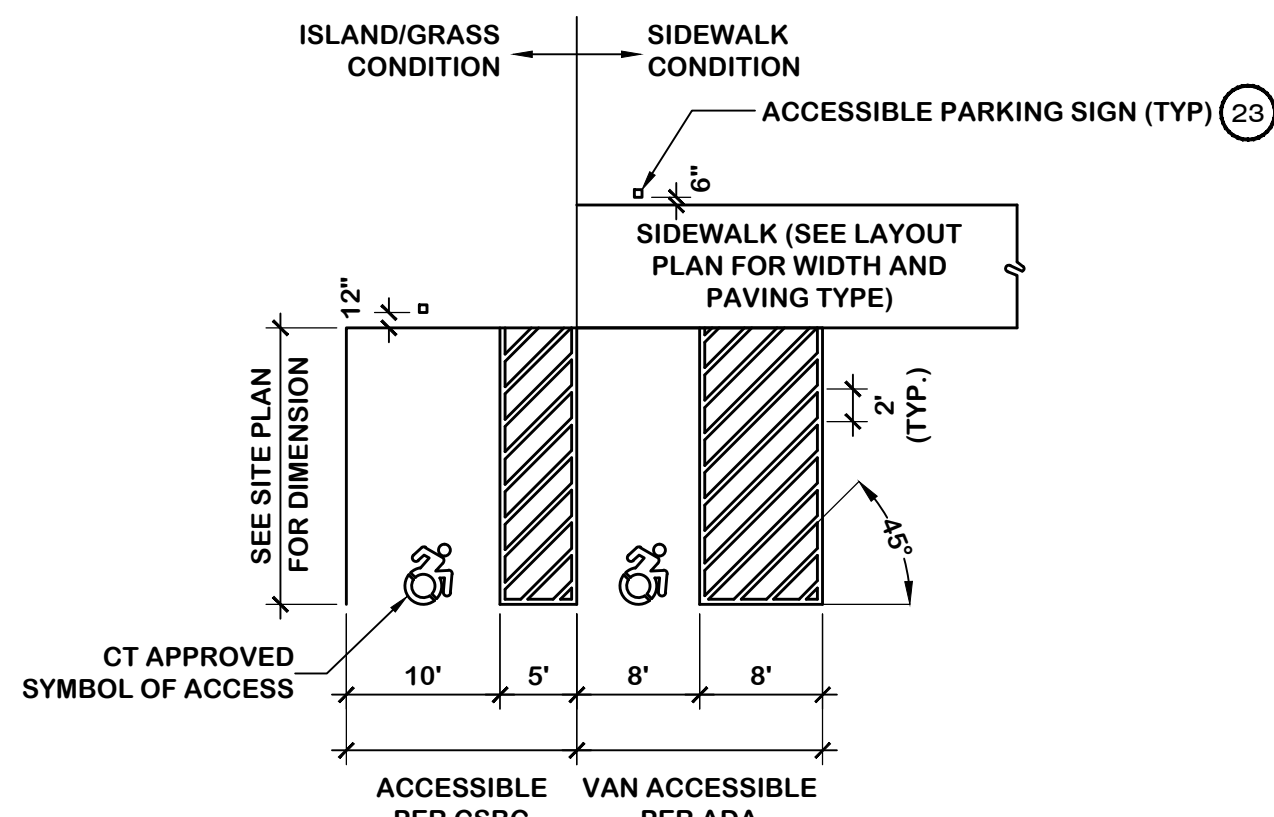 ISLAND/GRASS
CONDITION
SIDEWALK
CONDITION
ACCESSIBLE PARKING SIGN (TYP) 23
6"
SIDEWALK (SEE LAYOUT
PLAN FOR WIDTH AND
PAVING TYPE)
12"
SEE SITE PLAN
FOR DIMENSION
2'
(TYP.)
45°
CT APPROVED
SYMBOL OF ACCESS
10' 5' 8' 8'
ACCESSIBLE
VAN ACCESSIBLE
PER ADA